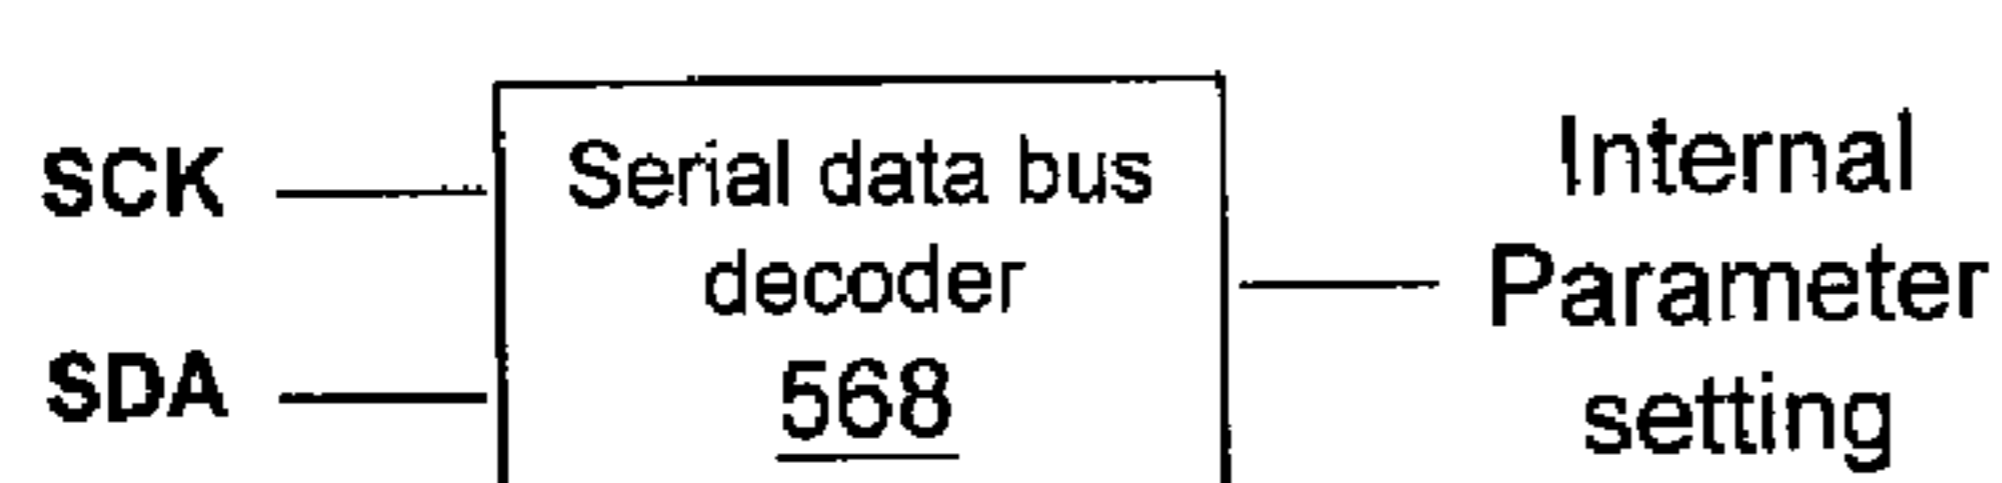 SCK
SDA
Serial data bus
decoder
568
Internal
Parameter
setting